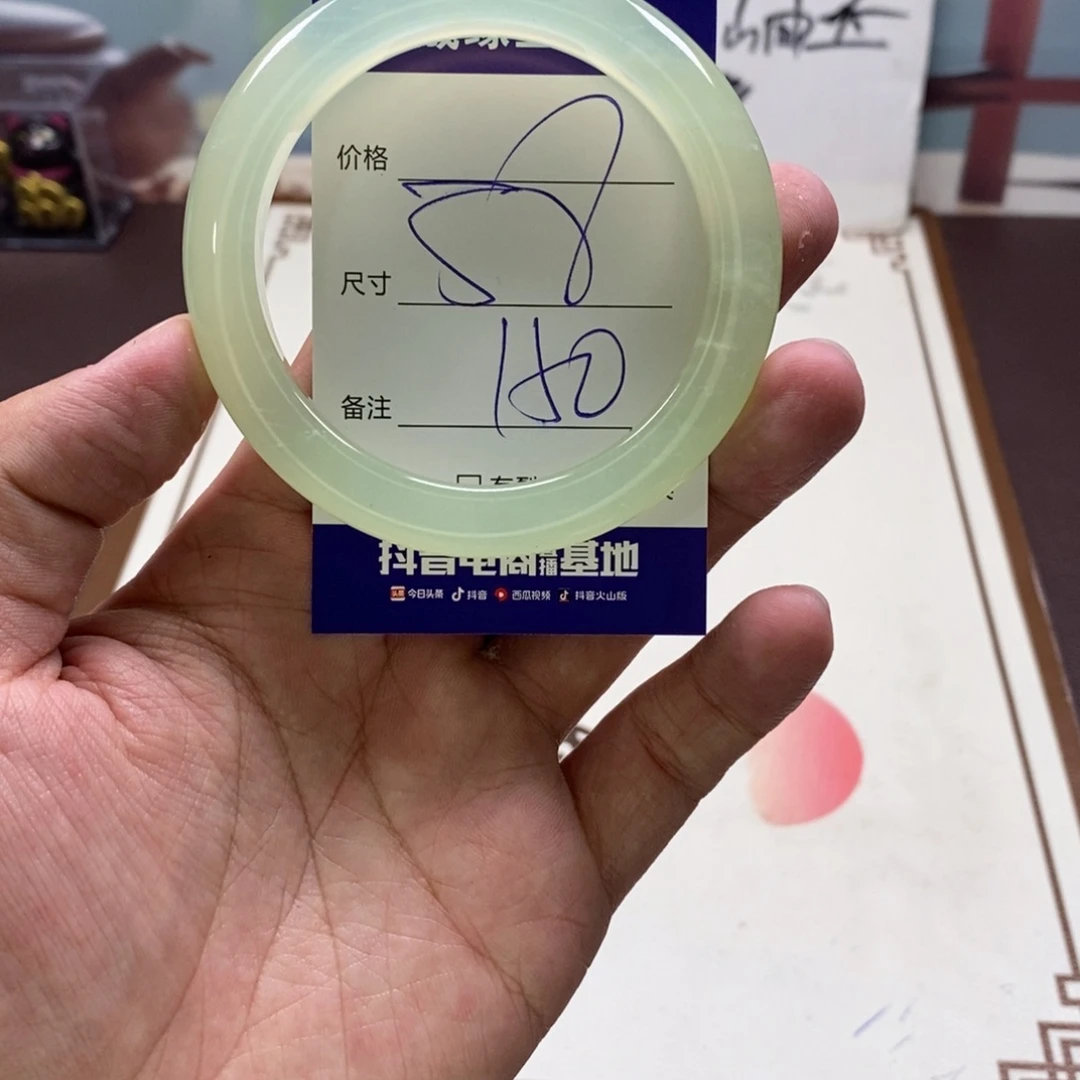 价格
58
尺寸
180
备注
抖音电商直播基地
今日头条 抖音 西瓜视频 抖音火山版